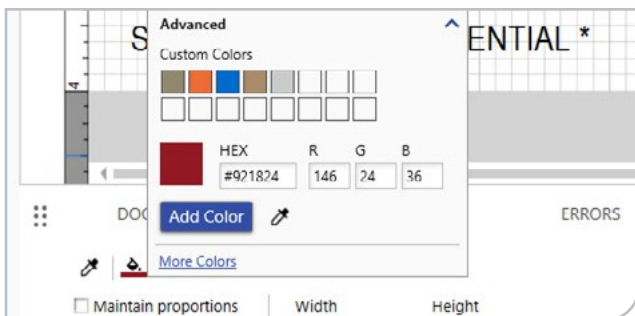 Advanced
S ENTIAL *
Custom Colors
4
HEX R G B
#921824 146 24 36
DOC ERRORS
Add Color
More Colors
Maintain proportions Width Height